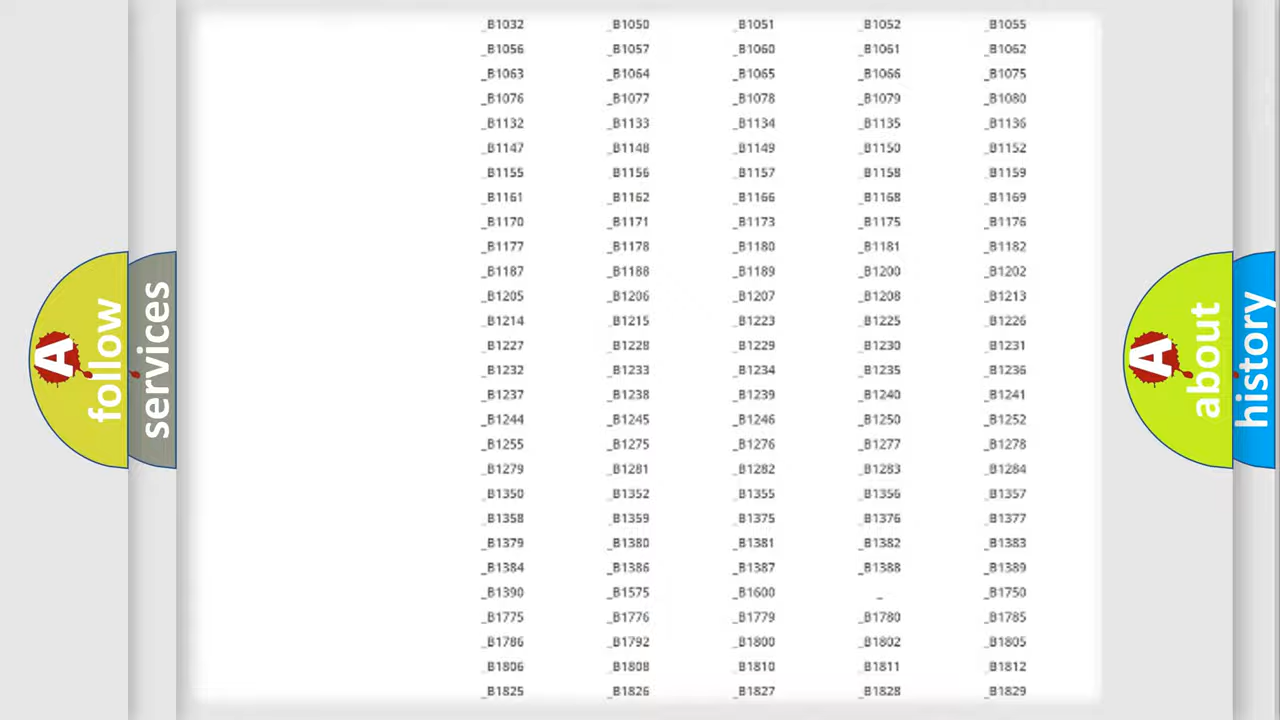 _B1032 _B1050 _B1051 _B1052 _B1055
_B1056 _B1057 _B1060 _B1061 _B1062
_B1063 _B1064 _B1065 _B1066 _B1075
_B1076 _B1077 _B1078 _B1079 _B1080
_B1132 _B1133 _B1134 _B1135 _B1136
_B1147 _B1148 _B1149 _B1150 _B1152
_B1155 _B1156 _B1157 _B1158 _B1159
_B1161 _B1162 _B1166 _B1168 _B1169
_B1170 _B1171 _B1173 _B1175 _B1176
_B1177 _B1178 _B1180 _B1181 _B1182
_B1187 _B1188 _B1189 _B1200 _B1202
_B1205 _B1206 _B1207 _B1208 _B1213
_B1214 _B1215 _B1223 _B1225 _B1226
_B1227 _B1228 _B1229 _B1230 _B1231
_B1232 _B1233 _B1234 _B1235 _B1236
_B1237 _B1238 _B1239 _B1240 _B1241
_B1244 _B1245 _B1246 _B1250 _B1252
_B1255 _B1275 _B1276 _B1277 _B1278
_B1279 _B1281 _B1282 _B1283 _B1284
_B1350 _B1352 _B1355 _B1356 _B1357
_B1358 _B1359 _B1375 _B1376 _B1377
_B1379 _B1380 _B1381 _B1382 _B1383
_B1384 _B1386 _B1387 _B1388 _B1389
_B1390 _B1575 _B1600 _ _B1750
_B1775 _B1776 _B1779 _B1780 _B1785
_B1786 _B1792 _B1800 _B1802 _B1805
_B1806 _B1808 _B1810 _B1811 _B1812
_B1825 _B1826 _B1827 _B1828 _B1829
A
follow
services
A
about
history